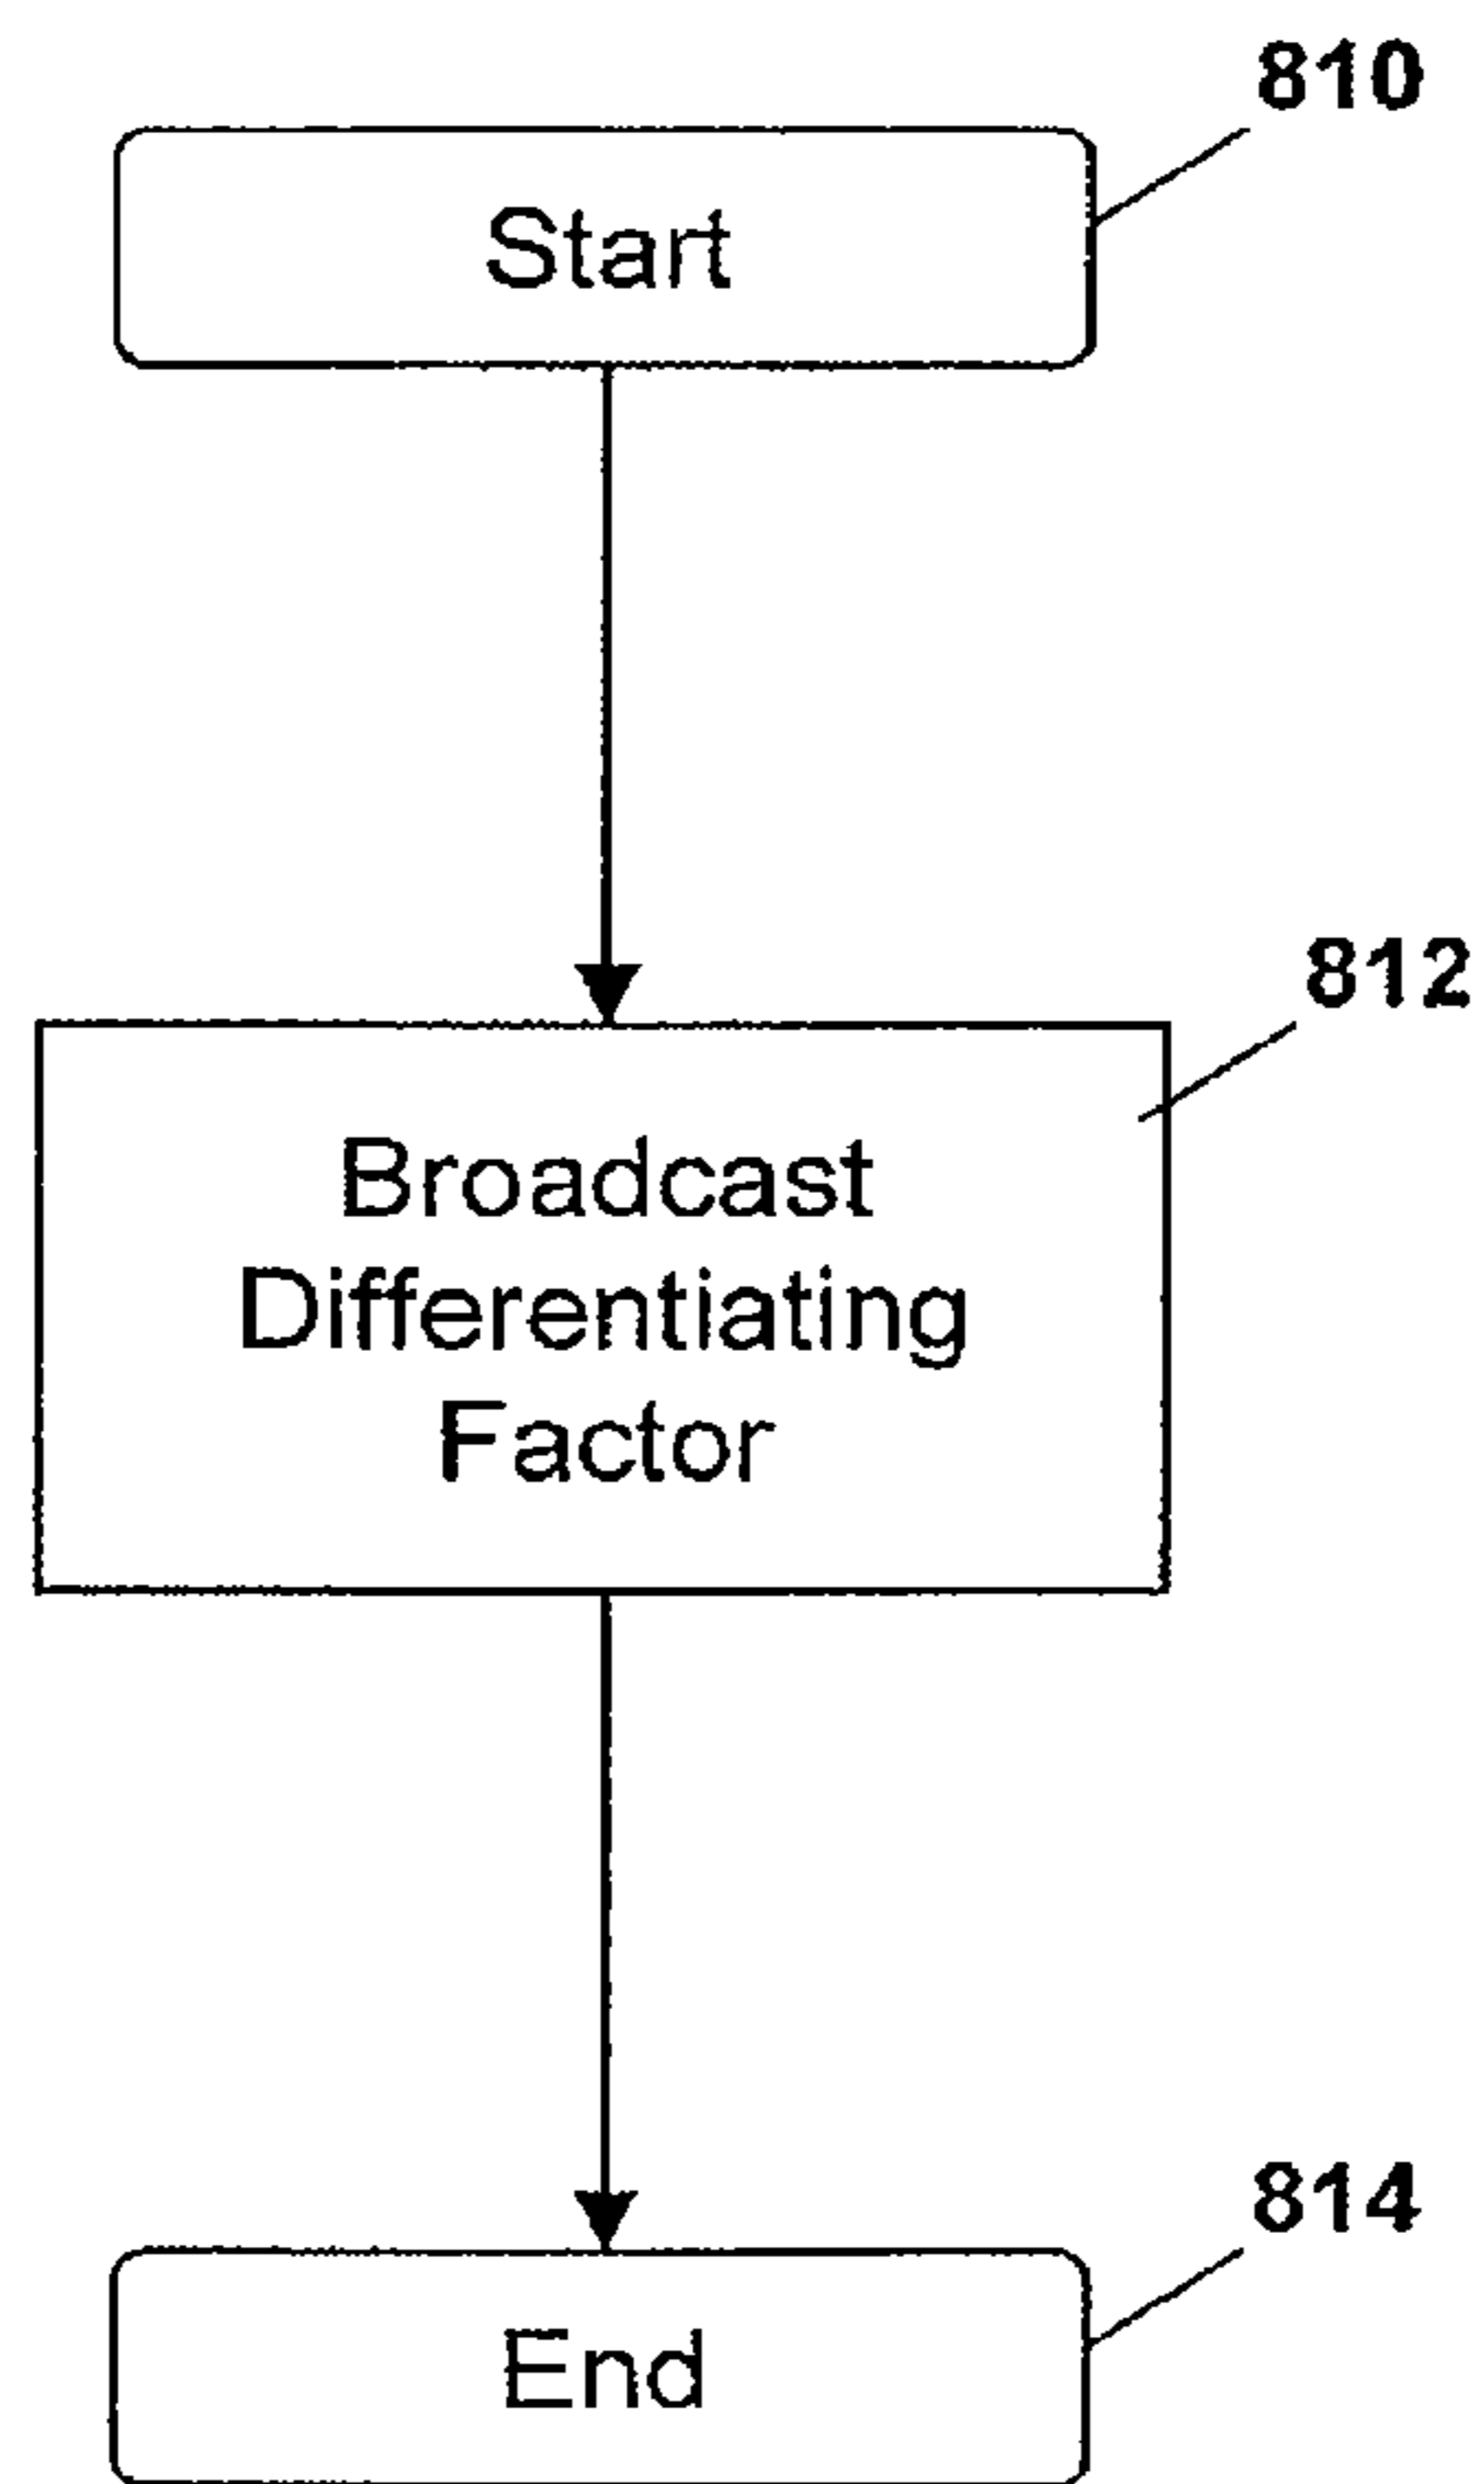 810
Start
812
Broadcast
Differentiating
Factor
814
End